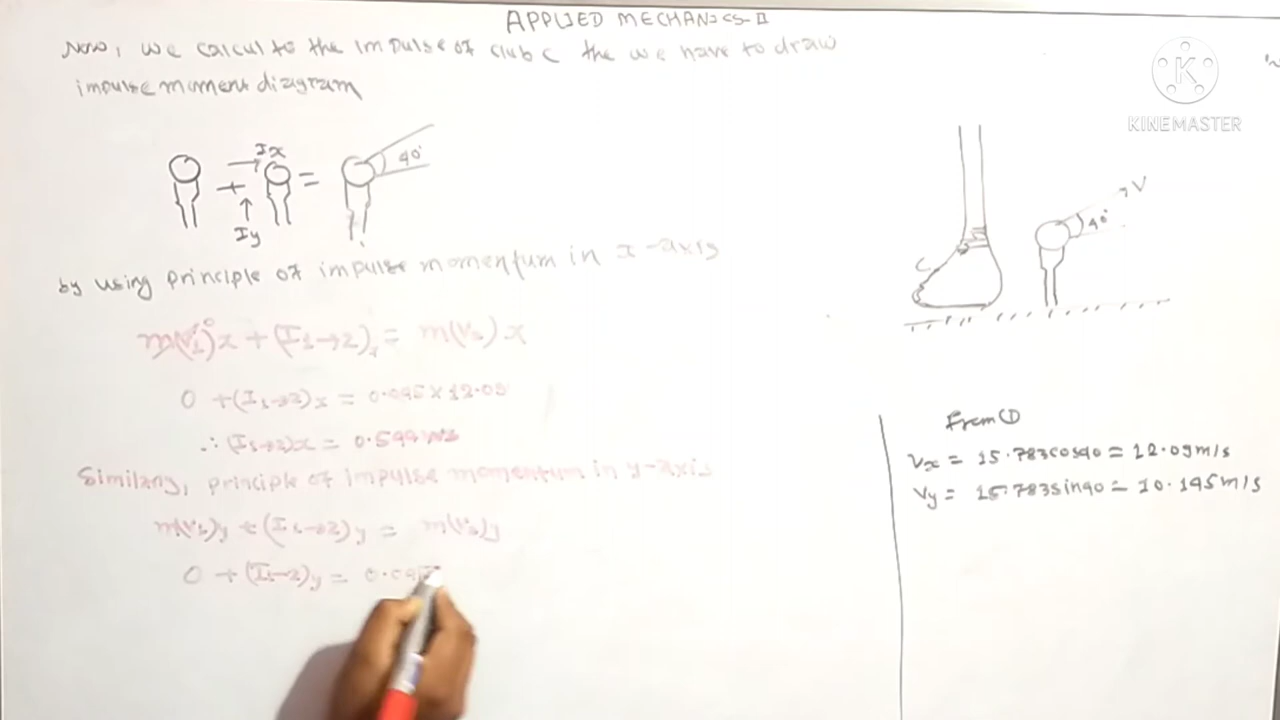 APPLIED MECHANICS-II
Now, we calcul to the impulse of club C the we have to draw
impulse moment diagram
KINEMASTER
Ix
+
=
40°
Iy
V
40°
C
by using principle of impulse momentum in X-axis
m(V1)x + (I1→2)x = m(V2)x
0 + (I1→2)x = 0.045×12.09
∴ (I1→2)x = 0.544 NS
Similarly, principle of impulse momentum in y-axis
m(V1)y + (I1→2)y = m(V2)y
0 + (I1→2)y = 0.045
From ①
Vx = 15.783cos40 = 12.09m/s
Vy = 15.783sin40 = 10.145m/s